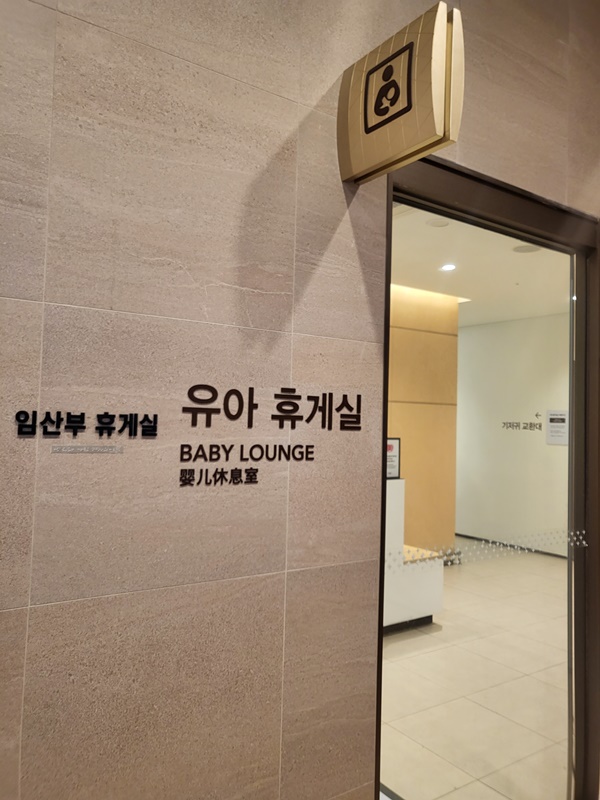 임산부 휴게실
유아 휴게실
BABY LOUNGE
婴儿休息室
←
기저귀 교환대